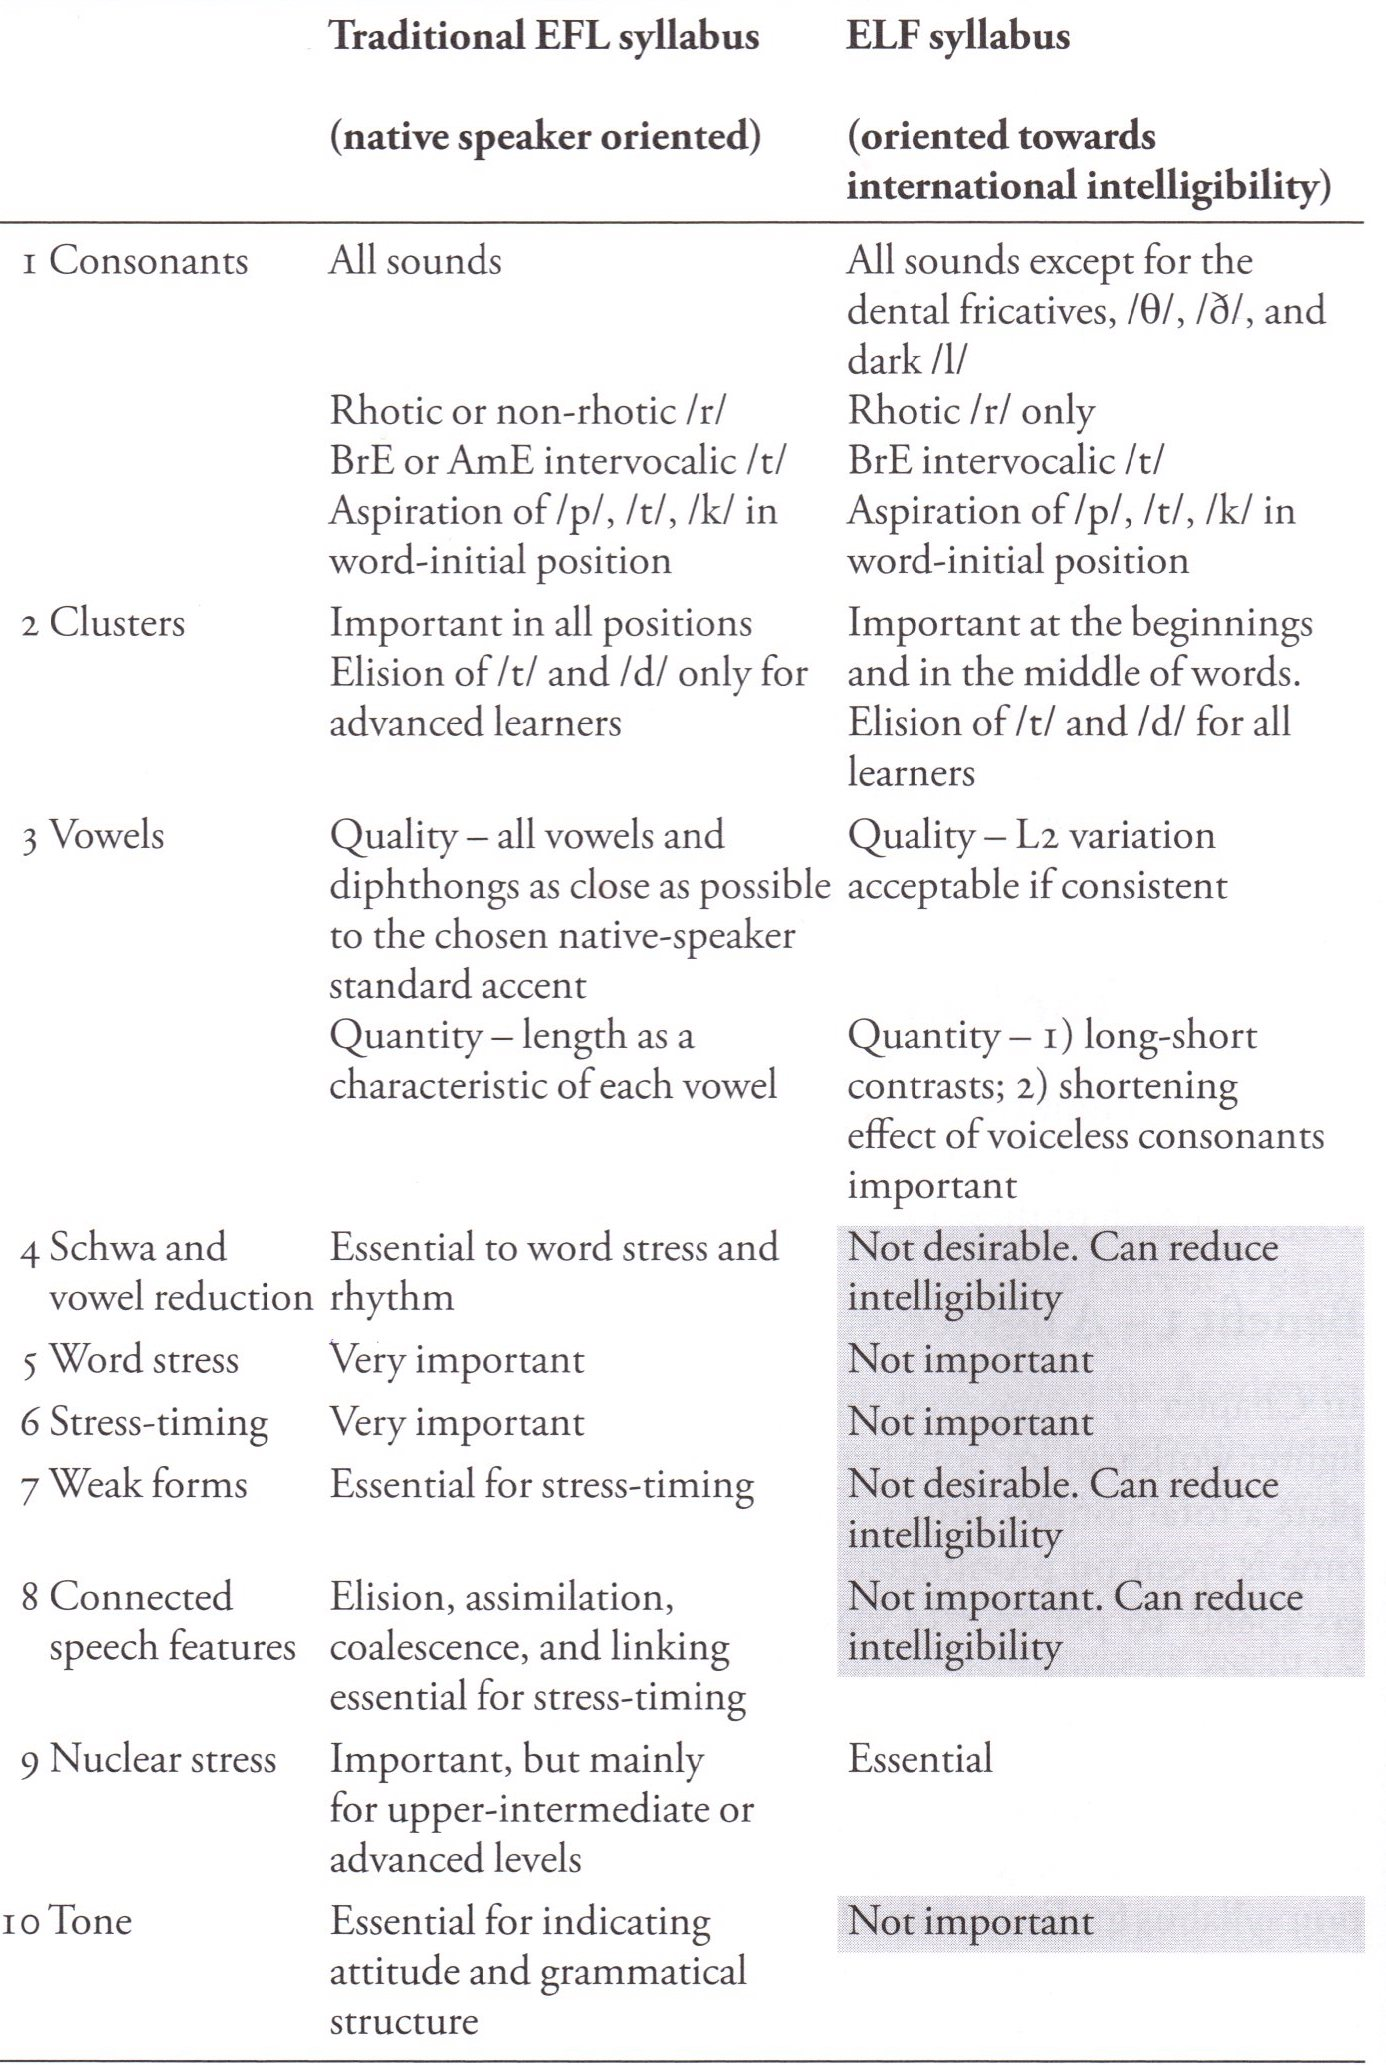 Traditional EFL syllabus
(native speaker oriented)
ELF syllabus
(oriented towards
international intelligibility)
1 Consonants
All sounds
All sounds except for the
dental fricatives, /θ/, /ð/, and
dark /l/
Rhotic or non-rhotic /r/
Rhotic /r/ only
BrE or AmE intervocalic /t/
BrE intervocalic /t/
Aspiration of /p/, /t/, /k/ in
word-initial position
Aspiration of /p/, /t/, /k/ in
word-initial position
2 Clusters
Important in all positions
Elision of /t/ and /d/ only for
advanced learners
Important at the beginnings
and in the middle of words.
Elision of /t/ and /d/ for all
learners
3 Vowels
Quality – all vowels and
diphthongs as close as possible
to the chosen native-speaker
standard accent
Quality – L2 variation
acceptable if consistent
Quantity – length as a
characteristic of each vowel
Quantity – 1) long-short
contrasts; 2) shortening
effect of voiceless consonants
important
4 Schwa and
vowel reduction
Essential to word stress and
rhythm
Not desirable. Can reduce
intelligibility
5 Word stress
Very important
Not important
6 Stress-timing
Very important
Not important
7 Weak forms
Essential for stress-timing
Not desirable. Can reduce
intelligibility
8 Connected
speech features
Elision, assimilation,
coalescence, and linking
essential for stress-timing
Not important. Can reduce
intelligibility
9 Nuclear stress
Important, but mainly
for upper-intermediate or
advanced levels
Essential
10 Tone
Essential for indicating
attitude and grammatical
structure
Not important